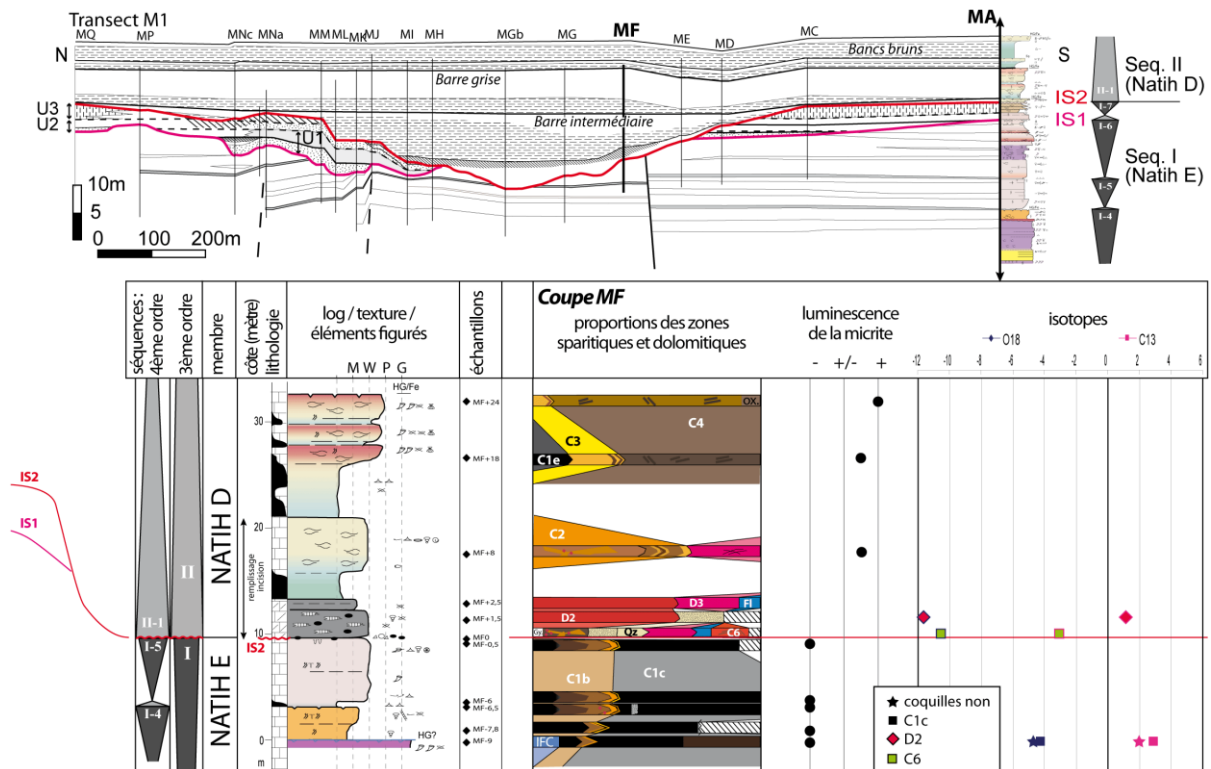 Transect M1
MQ MP MNc MNa MM ML MK MJ MI MH MGb MG MF ME MD MC MA
N
S
Bancs bruns
Barre grise
Barre intermédiaire
U3
U2
U1
IS2
IS1
Seq. II
(Natih D)
Seq. I
(Natih E)
I-7
I-6
I-5
I-4
10m
5
0 100 200m
séquences :
4ème ordre
3ème ordre
membre
côte (mètre)
lithologie
log / texture /
éléments figurés
M W P G
échantillons
Coupe MF
proportions des zones
sparitiques et dolomitiques
luminescence
de la micrite
- +/- +
isotopes
O18 C13
-12 -10 -8 -6 -4 -2 0 2 4 6
HG/Fe
MF+24
MF+18
MF+8
MF+2,5
MF+1,5
MF0
MF-0,5
MF-6
MF-6,5
MF-7,8
MF-9
30
20
10
0
m
remplissage
incision
IS2
IS1
IS2
NATIH D
NATIH E
II
II-1
I-5
I
I-4
HG?
C4
C3
C1e
C2
D3
FI
D2
Qz
C6
C1b
C1c
IFC
coquilles non
C1c
D2
C6